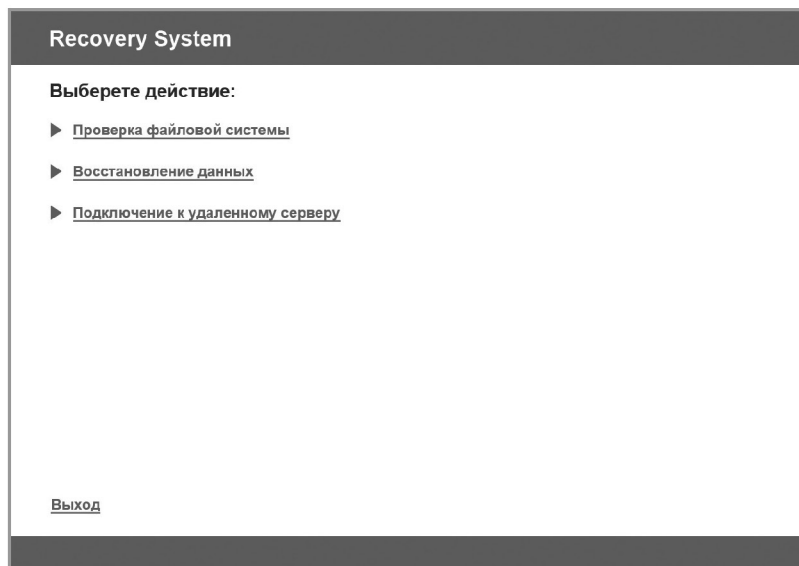 Recovery System
Выберете действие:
Проверка файловой системы
Восстановление данных
Подключение к удаленному серверу
Выход